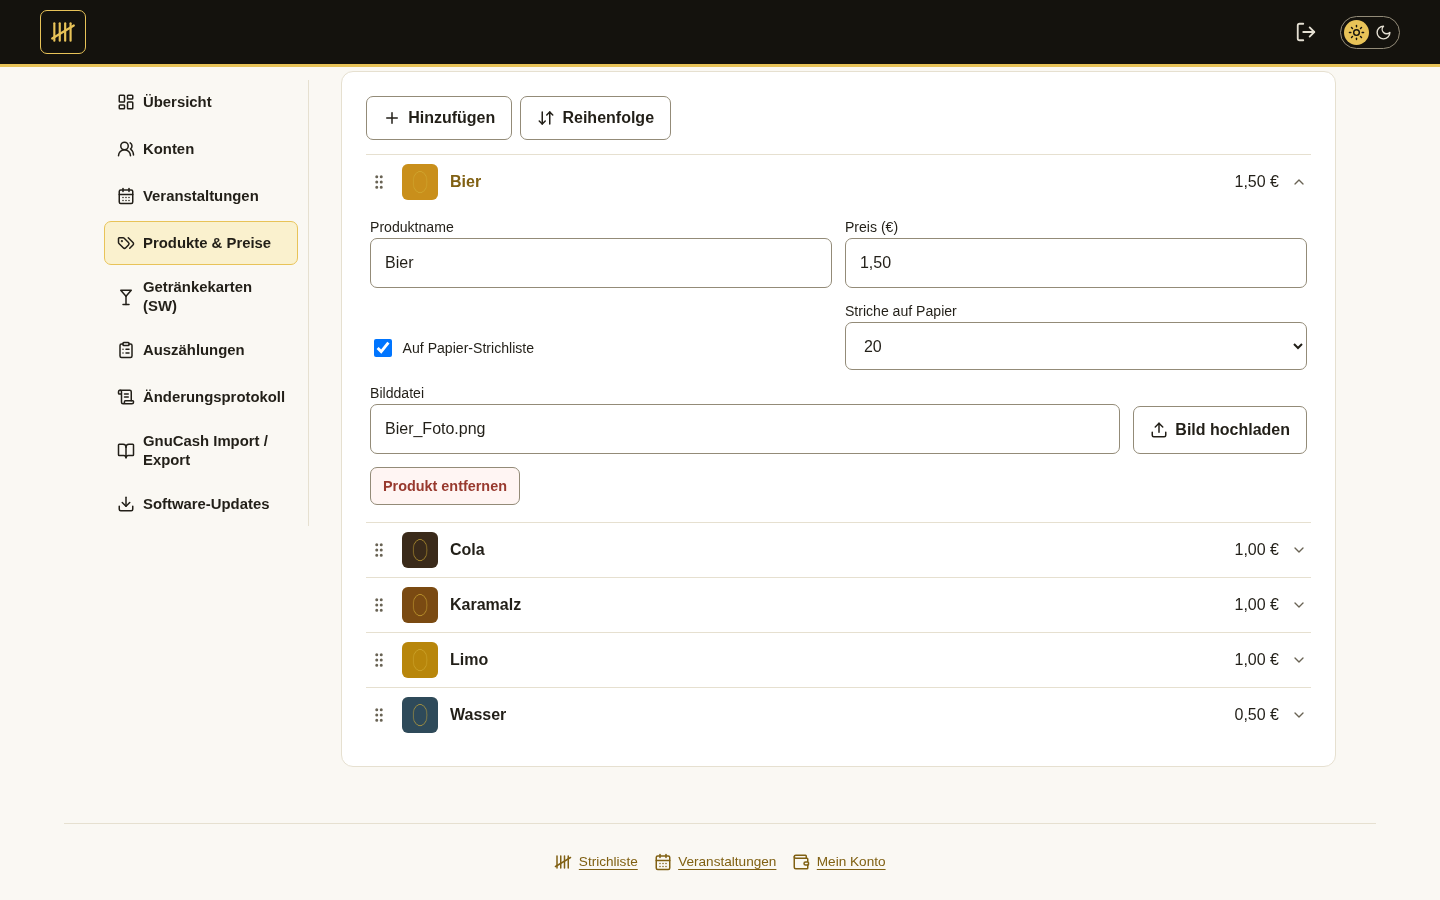 Übersicht
Konten
Veranstaltungen
Produkte & Preise
Getränkekarten
(SW)
Auszählungen
Änderungsprotokoll
GnuCash Import /
Export
Software-Updates
Hinzufügen
Reihenfolge
Bier
1,50 €
Produktname
Preis (€)
Bier
1,50
Striche auf Papier
Auf Papier-Strichliste
20
Bilddatei
Bier_Foto.png
Bild hochladen
Produkt entfernen
Cola
1,00 €
Karamalz
1,00 €
Limo
1,00 €
Wasser
0,50 €
Strichliste
Veranstaltungen
Mein Konto